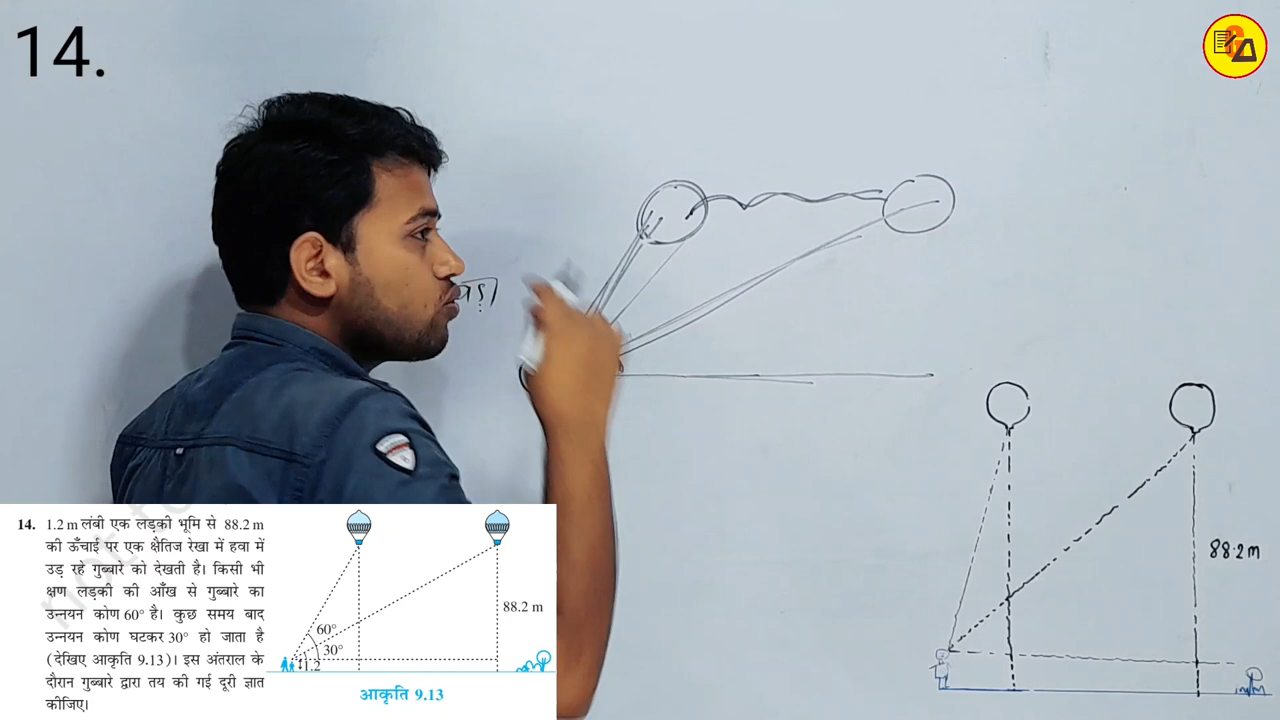 14.
88.2 m
14. 1.2 m लंबी एक लड़की भूमि से 88.2 m
की ऊँचाई पर एक क्षैतिज रेखा में हवा में
उड़ रहे गुब्बारे को देखती है। किसी भी
क्षण लड़की की आँख से गुब्बारे का
उन्नयन कोण 60° है। कुछ समय बाद
उन्नयन कोण घटकर 30° हो जाता है
(देखिए आकृति 9.13)। इस अंतराल के
दौरान गुब्बारे द्वारा तय की गई दूरी ज्ञात
कीजिए।
60°
30°
1.2
88.2 m
आकृति 9.13